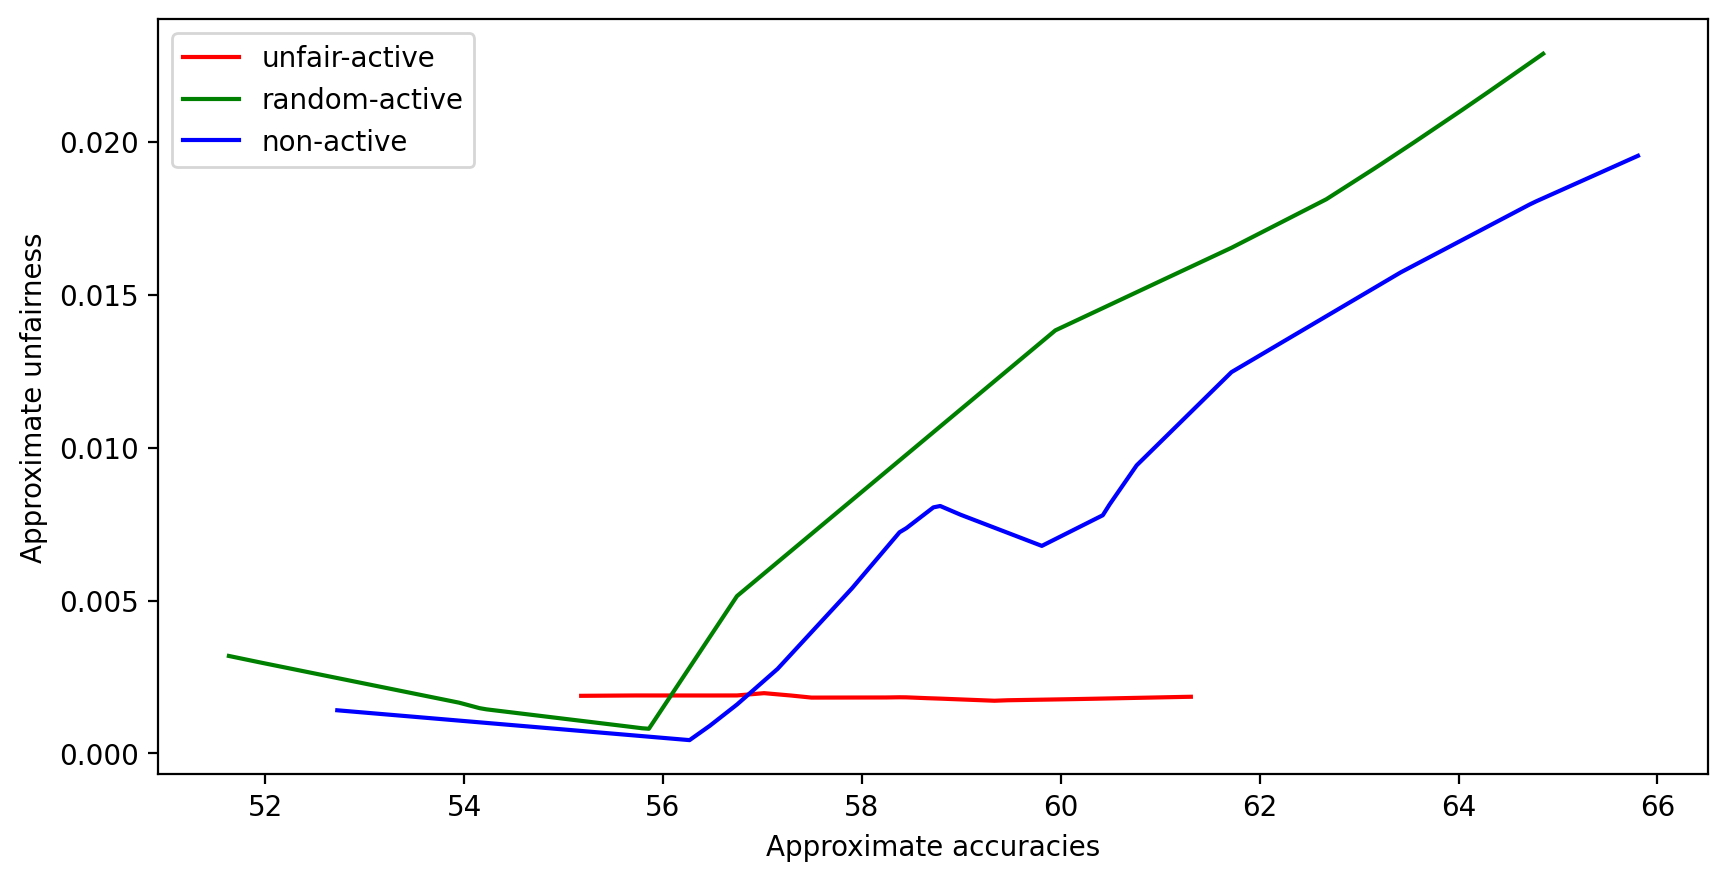 unfair-active
random-active
non-active
0.020
0.015
0.010
0.005
0.000
Approximate unfairness
52 54 56 58 60 62 64 66
Approximate accuracies